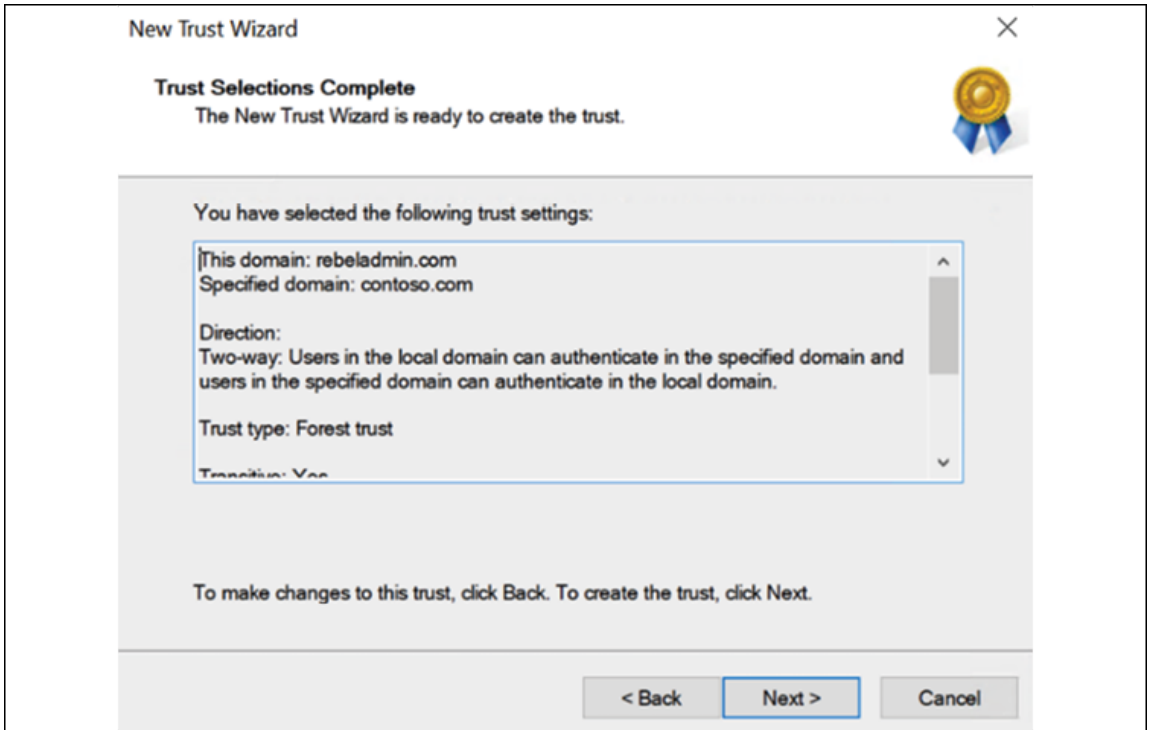 New Trust Wizard
Trust Selections Complete
The New Trust Wizard is ready to create the trust.
You have selected the following trust settings:
This domain: rebeladmin.com
Specified domain: contoso.com
Direction:
Two-way: Users in the local domain can authenticate in the specified domain and
users in the specified domain can authenticate in the local domain.
Trust type: Forest trust
Transitive: Yes
To make changes to this trust, click Back. To create the trust, click Next.
< Back Next > Cancel